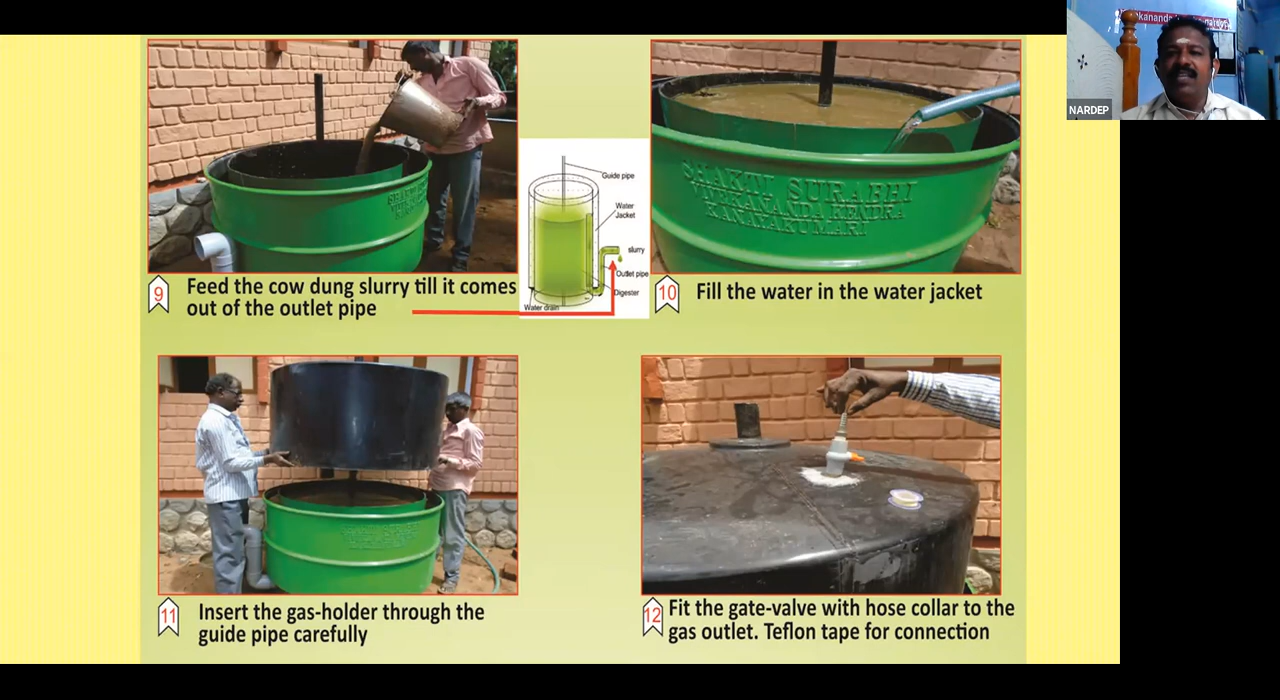 NARDEP
SHAKTI SURABHI
VIVEKANANDA KENDRA
KANAYAKUMARI
Guide pipe
Water
Jacket
slurry
Outlet pipe
Digester
Water drain
9
Feed the cow dung slurry till it comes
out of the outlet pipe
10
Fill the water in the water jacket
11
Insert the gas-holder through the
guide pipe carefully
12
Fit the gate-valve with hose collar to the
gas outlet. Teflon tape for connection